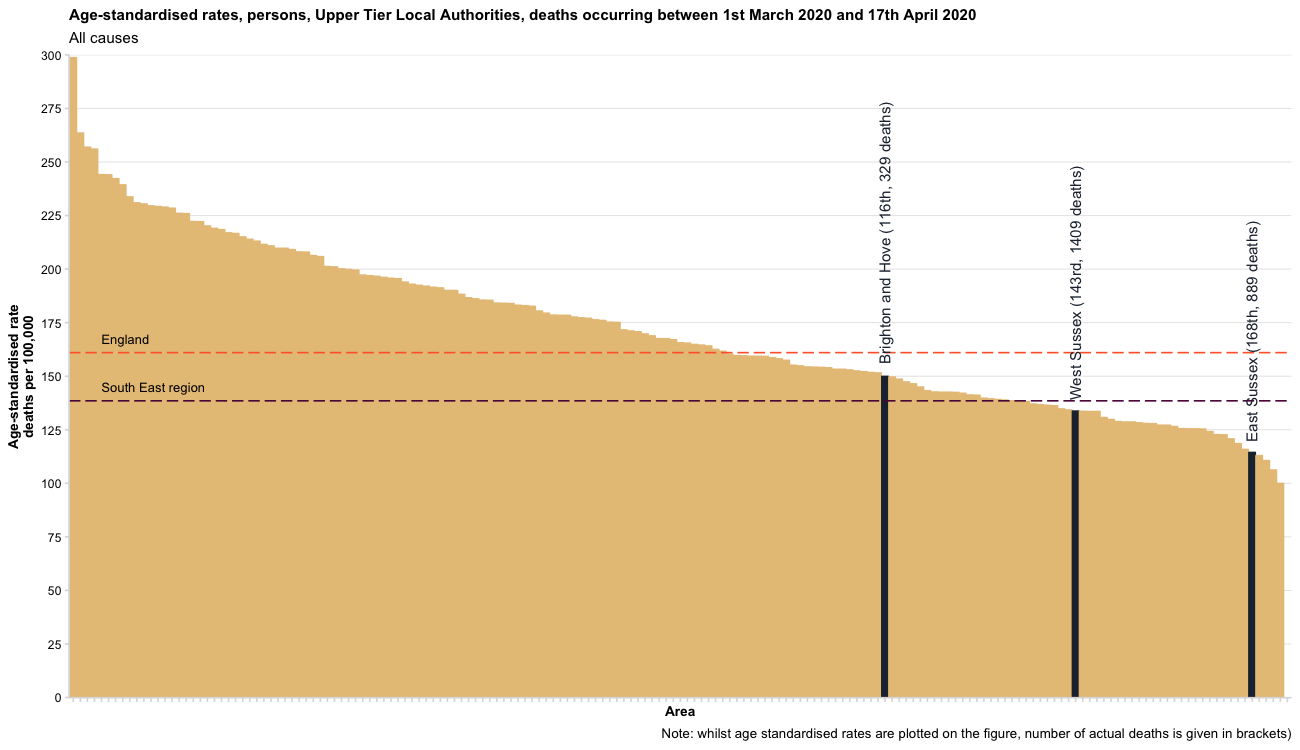 Age-standardised rates, persons, Upper Tier Local Authorities, deaths occurring between 1st March 2020 and 17th April 2020
All causes
Age-standardised rate
deaths per 100,000
300
275
250
225
200
175
150
125
100
75
50
25
0
England
South East region
Brighton and Hove (116th, 329 deaths)
West Sussex (143rd, 1409 deaths)
East Sussex (168th, 889 deaths)
Area
Note: whilst age standardised rates are plotted on the figure, number of actual deaths is given in brackets)